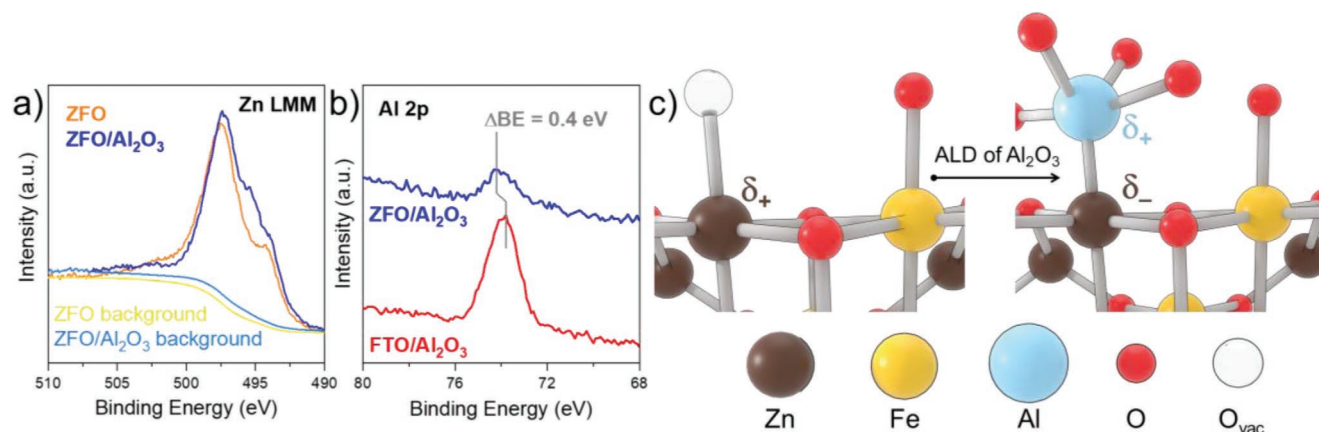 a)
Zn LMM
ZFO
ZFO/Al₂O₃
Intensity (a.u.)
ZFO background
ZFO/Al₂O₃ background
510 505 500 495 490
Binding Energy (eV)
b)
Al 2p
ΔBE = 0.4 eV
Intensity (a.u.)
ZFO/Al₂O₃
FTO/Al₂O₃
80 76 72 68
Binding Energy (eV)
c)
δ₊
ALD of Al₂O₃
δ₊
δ₋
Zn Fe Al O Oᵥₐc